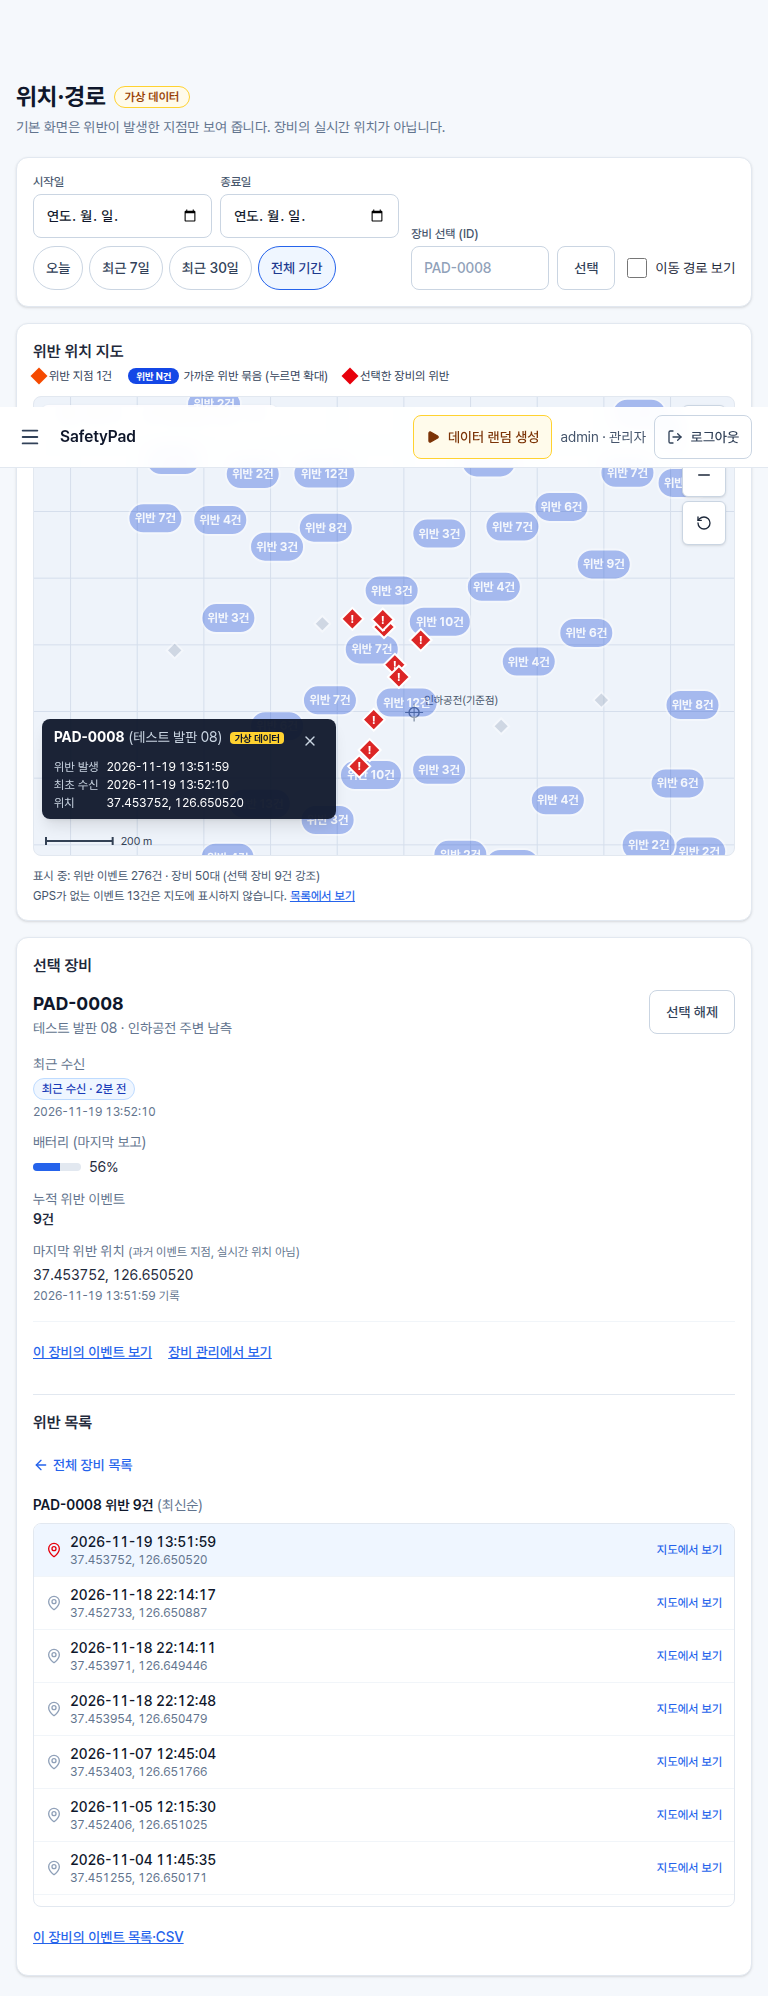 위치·경로 가상 데이터
기본 화면은 위반이 발생한 지점만 보여 줍니다. 장비의 실시간 위치가 아닙니다.
시작일 종료일
연도. 월. 일. 연도. 월. 일.
장비 선택 (ID)
오늘 최근 7일 최근 30일 전체 기간 PAD-0008 선택 이동 경로 보기
위반 위치 지도
위반 지점 1건 위반 N건 가까운 위반 묶음 (누르면 확대) 선택한 장비의 위반
위반 2건
SafetyPad 데이터 랜덤 생성 admin · 관리자 로그아웃
위반 2건 위반 12건 위반 7건
위반 7건 위반 4건 위반 8건 위반 3건 위반 7건 위반 6건
위반 3건 위반 9건
위반 3건 위반 4건
위반 3건 위반 10건 위반 6건
위반 7건 위반 4건
위반 7건 위반 12건 인하공전(기준점) 위반 8건
PAD-0008 (테스트 발판 08) 가상 데이터
위반 발생 2026-11-19 13:51:59
최초 수신 2026-11-19 13:52:10
위치 37.453752, 126.650520
위반 10건 위반 3건 위반 6건
위반 4건
위반 3건
200 m
위반 2건 위반 2건 위반 2건
표시 중: 위반 이벤트 276건 · 장비 50대 (선택 장비 9건 강조)
GPS가 없는 이벤트 13건은 지도에 표시하지 않습니다. 목록에서 보기
선택 장비
PAD-0008
테스트 발판 08 · 인하공전 주변 남측
선택 해제
최근 수신
최근 수신 · 2분 전
2026-11-19 13:52:10
배터리 (마지막 보고)
56%
누적 위반 이벤트
9건
마지막 위반 위치 (과거 이벤트 지점, 실시간 위치 아님)
37.453752, 126.650520
2026-11-19 13:51:59 기록
이 장비의 이벤트 보기 장비 관리에서 보기
위반 목록
← 전체 장비 목록
PAD-0008 위반 9건 (최신순)
2026-11-19 13:51:59
37.453752, 126.650520
지도에서 보기
2026-11-18 22:14:17
37.452733, 126.650887
지도에서 보기
2026-11-18 22:14:11
37.453971, 126.649446
지도에서 보기
2026-11-18 22:12:48
37.453954, 126.650479
지도에서 보기
2026-11-07 12:45:04
37.453403, 126.651766
지도에서 보기
2026-11-05 12:15:30
37.452406, 126.651025
지도에서 보기
2026-11-04 11:45:35
37.451255, 126.650171
지도에서 보기
이 장비의 이벤트 목록·CSV